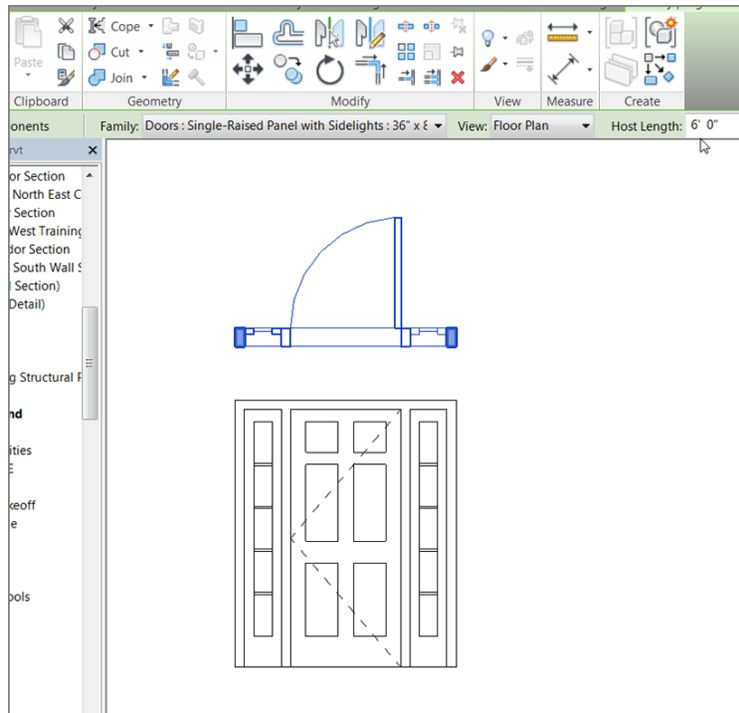 Paste
Cope
Cut
Join
Clipboard
Geometry
Modify
View
Measure
Create
onents
Family: Doors : Single-Raised Panel with Sidelights : 36" x 8
View: Floor Plan
Host Length: 6' 0"
rvt
or Section
North East C
Section
West Training
dor Section
South Wall S
Section)
Detail)
g Structural F
nd
ities
E
keoff
e
ools